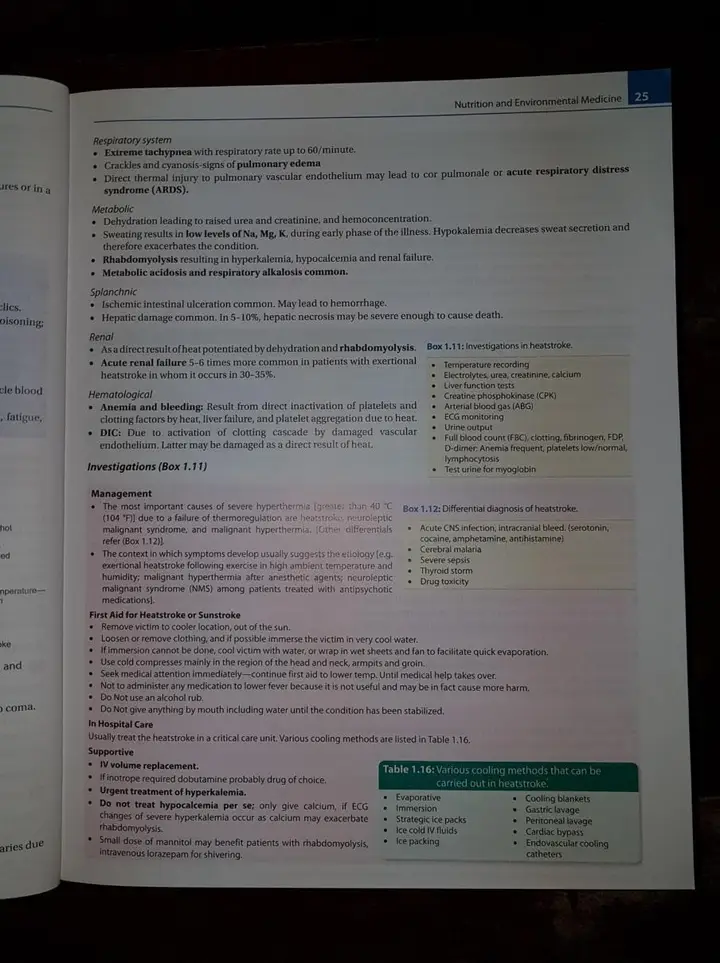 Nutrition and Environmental Medicine 25
ures or in a
clics.
oisoning;
cle blood
, fatigue,
hol
ed
nperature—
oke
and
o coma.
aries due
Respiratory system
• Extreme tachypnea with respiratory rate up to 60/minute.
• Crackles and cyanosis-signs of pulmonary edema
• Direct thermal injury to pulmonary vascular endothelium may lead to cor pulmonale or acute respiratory distress
syndrome (ARDS).
Metabolic
• Dehydration leading to raised urea and creatinine, and hemoconcentration.
• Sweating results in low levels of Na, Mg, K, during early phase of the illness. Hypokalemia decreases sweat secretion and
therefore exacerbates the condition.
• Rhabdomyolysis resulting in hyperkalemia, hypocalcemia and renal failure.
• Metabolic acidosis and respiratory alkalosis common.
Splanchnic
• Ischemic intestinal ulceration common. May lead to hemorrhage.
• Hepatic damage common. In 5–10%, hepatic necrosis may be severe enough to cause death.
Renal
• As a direct result of heat potentiated by dehydration and rhabdomyolysis.
• Acute renal failure 5–6 times more common in patients with exertional
heatstroke in whom it occurs in 30–35%.
Hematological
• Anemia and bleeding: Result from direct inactivation of platelets and
clotting factors by heat, liver failure, and platelet aggregation due to heat.
• DIC: Due to activation of clotting cascade by damaged vascular
endothelium. Latter may be damaged as a direct result of heat.
Investigations (Box 1.11)
Box 1.11: Investigations in heatstroke.
• Temperature recording
• Electrolytes, urea, creatinine, calcium
• Liver function tests
• Creatine phosphokinase (CPK)
• Arterial blood gas (ABG)
• ECG monitoring
• Urine output
• Full blood count (FBC), clotting, fibrinogen, FDP,
D-dimer: Anemia frequent, platelets low/normal,
lymphocytosis
• Test urine for myoglobin
Management
• The most important causes of severe hyperthermia [greater than 40 °C
(104 °F)] due to a failure of thermoregulation are heatstroke, neuroleptic
malignant syndrome, and malignant hyperthermia. [Other differentials
refer (Box 1.12)].
• The context in which symptoms develop usually suggests the etiology [e.g.
exertional heatstroke following exercise in high ambient temperature and
humidity; malignant hyperthermia after anesthetic agents; neuroleptic
malignant syndrome (NMS) among patients treated with antipsychotic
medications].
Box 1.12: Differential diagnosis of heatstroke.
• Acute CNS infection, intracranial bleed. (serotonin,
cocaine, amphetamine, antihistamine)
• Cerebral malaria
• Severe sepsis
• Thyroid storm
• Drug toxicity
First Aid for Heatstroke or Sunstroke
• Remove victim to cooler location, out of the sun.
• Loosen or remove clothing, and if possible immerse the victim in very cool water.
• If immersion cannot be done, cool victim with water, or wrap in wet sheets and fan to facilitate quick evaporation.
• Use cold compresses mainly in the region of the head and neck, armpits and groin.
• Seek medical attention immediately—continue first aid to lower temp. Until medical help takes over.
• Not to administer any medication to lower fever because it is not useful and may be in fact cause more harm.
• Do Not use an alcohol rub.
• Do Not give anything by mouth including water until the condition has been stabilized.
In Hospital Care
Usually treat the heatstroke in a critical care unit. Various cooling methods are listed in Table 1.16.
Supportive
• IV volume replacement.
• If inotrope required dobutamine probably drug of choice.
• Urgent treatment of hyperkalemia.
• Do not treat hypocalcemia per se; only give calcium, if ECG
changes of severe hyperkalemia occur as calcium may exacerbate
rhabdomyolysis.
• Small dose of mannitol may benefit patients with rhabdomyolysis,
intravenous lorazepam for shivering.
Table 1.16: Various cooling methods that can be
carried out in heatstroke.
• Evaporative
• Immersion
• Strategic ice packs
• Ice cold IV fluids
• Ice packing
• Cooling blankets
• Gastric lavage
• Peritoneal lavage
• Cardiac bypass
• Endovascular cooling
catheters